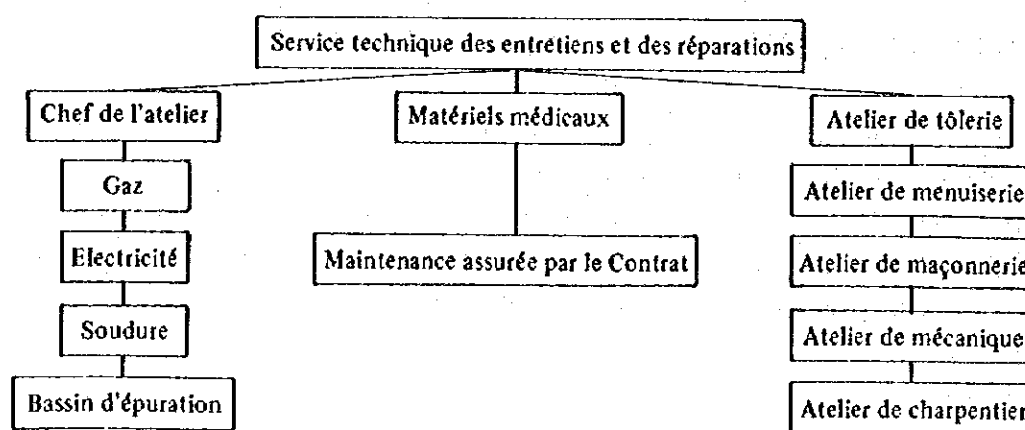 Service technique des entretiens et des réparations
Chef de l'atelier
Matériels médicaux
Atelier de tôlerie
Gaz
Atelier de menuiserie
Electricité
Maintenance assurée par le Contrat
Atelier de maçonnerie
Soudure
Atelier de mécanique
Bassin d'épuration
Atelier de charpentier